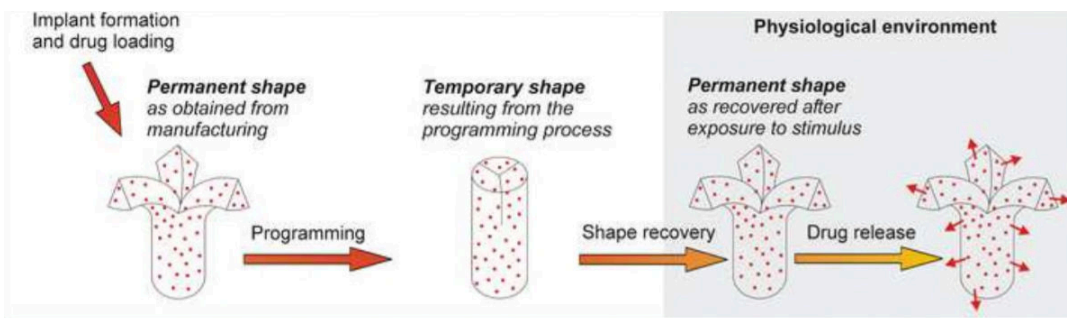 Implant formation
and drug loading
Physiological environment
Permanent shape
as obtained from
manufacturing
Temporary shape
resulting from the
programming process
Permanent shape
as recovered after
exposure to stimulus
Programming
Shape recovery
Drug release